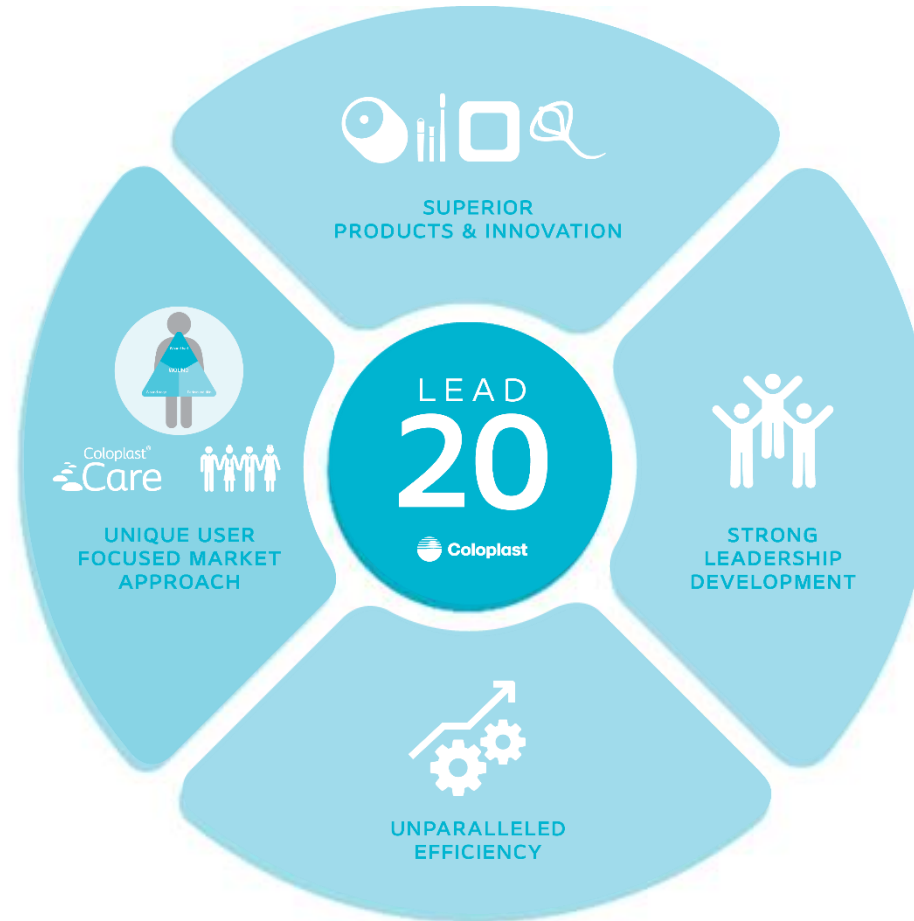 SUPERIOR
PRODUCTS & INNOVATION
LEAD
20
Coloplast
Coloplast®
Care
UNIQUE USER
FOCUSED MARKET
APPROACH
STRONG
LEADERSHIP
DEVELOPMENT
UNPARALLELED
EFFICIENCY